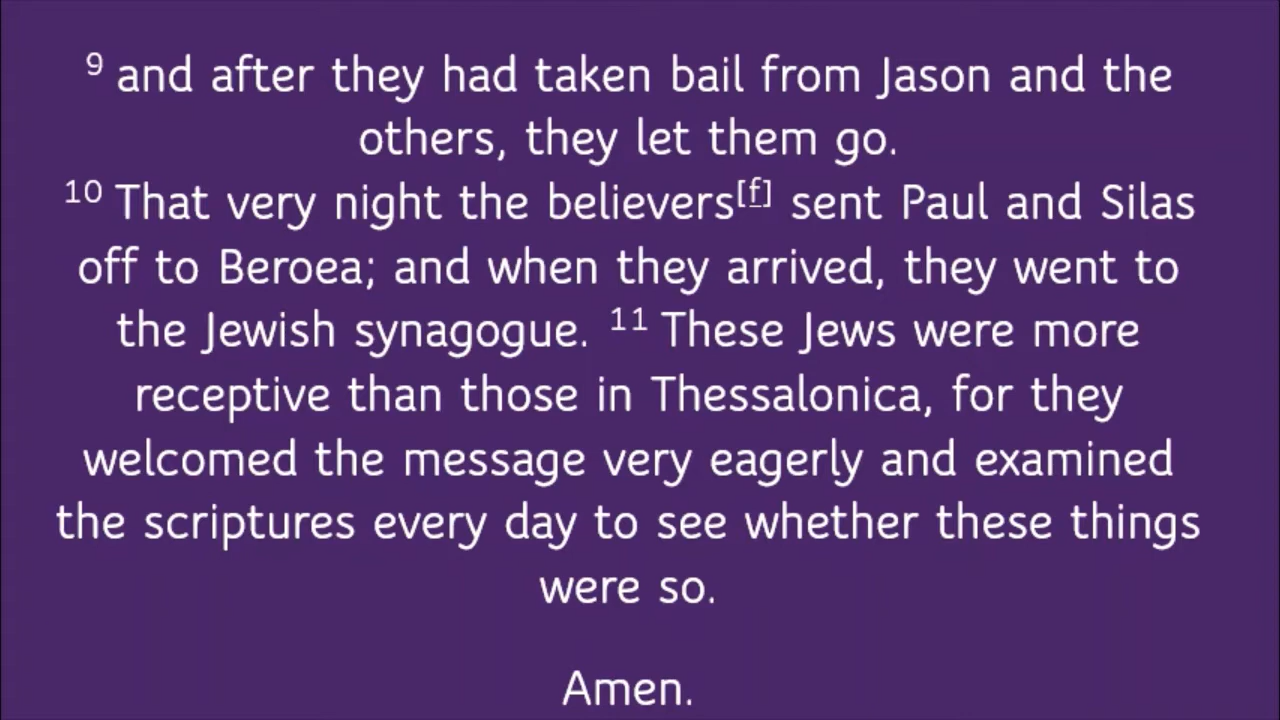 9 and after they had taken bail from Jason and the
others, they let them go.
10 That very night the believers[f] sent Paul and Silas
off to Beroea; and when they arrived, they went to
the Jewish synagogue. 11 These Jews were more
receptive than those in Thessalonica, for they
welcomed the message very eagerly and examined
the scriptures every day to see whether these things
were so.
Amen.